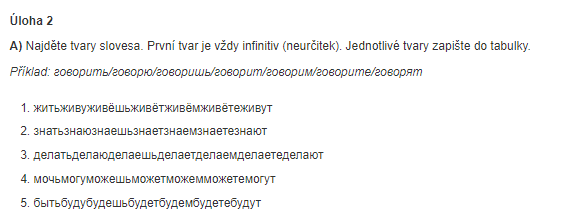 Úloha 2
A) Najděte tvary slovesa. První tvar je vždy infinitiv (neurčitek). Jednotlivé tvary zapište do tabulky.
Příklad: говорить/говорю/говоришь/говорит/говорим/говорите/говорят
1. житьживуживёшьживётживёмживётеживут
2. знатьзнаюзнаешьзнаетзнаемзнаетезнают
3. делатьделаюделаешьделаетделаемделаетеделают
4. мочьмогуможешьможетможемможетемогут
5. бытьбудубудешьбудетбудембудетебудут